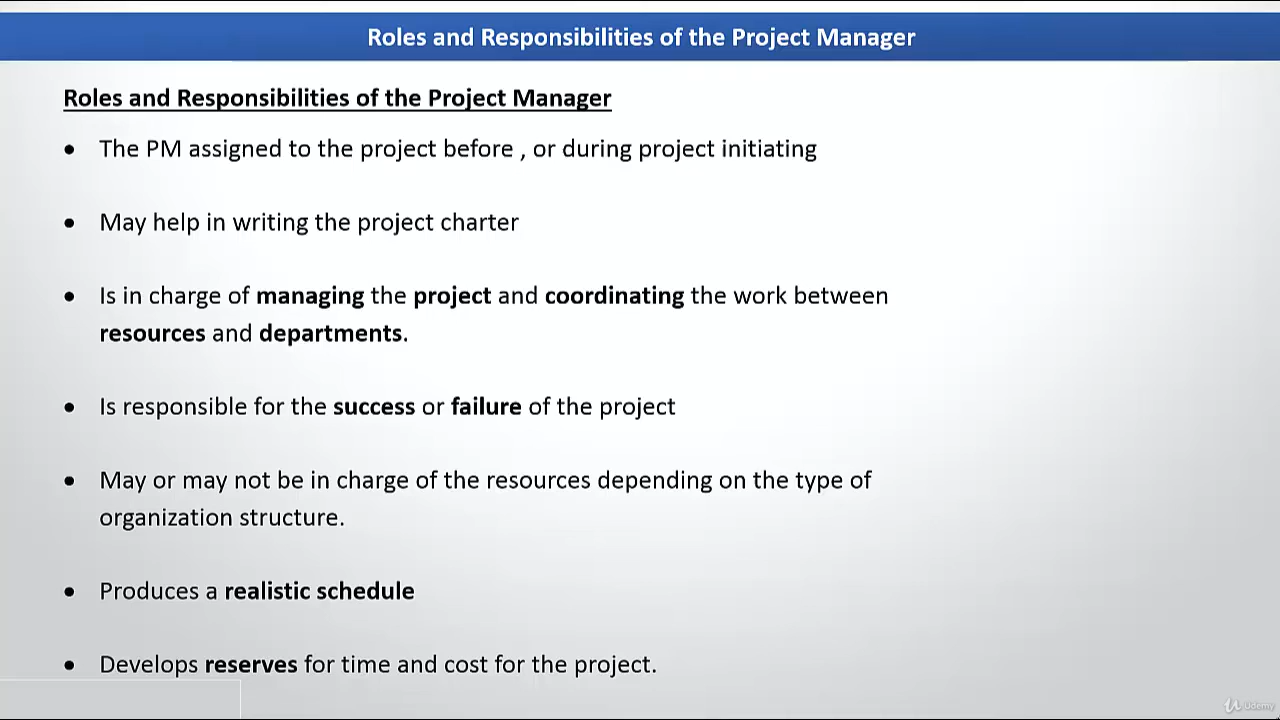 Roles and Responsibilities of the Project Manager
Roles and Responsibilities of the Project Manager
• The PM assigned to the project before , or during project initiating
• May help in writing the project charter
• Is in charge of managing the project and coordinating the work between
resources and departments.
• Is responsible for the success or failure of the project
• May or may not be in charge of the resources depending on the type of
organization structure.
• Produces a realistic schedule
• Develops reserves for time and cost for the project.
Udemy